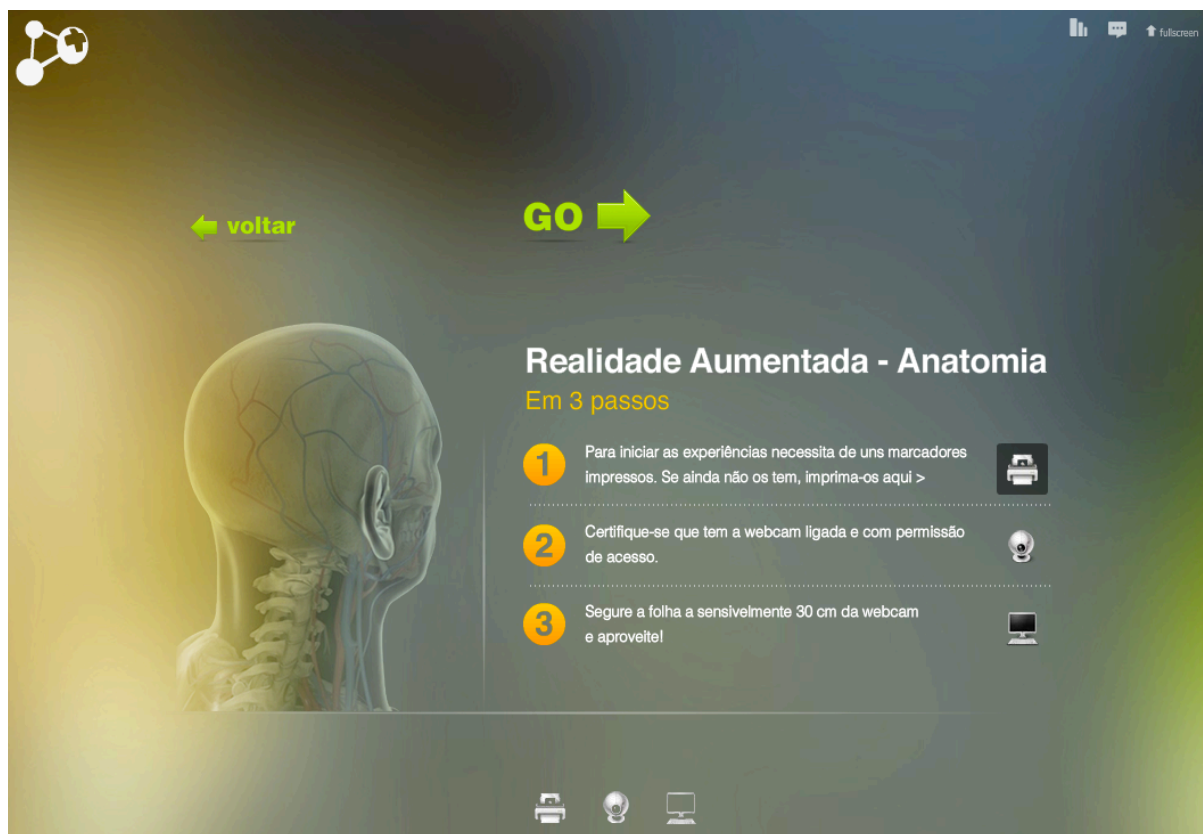 fullscreen
voltar
GO
Realidade Aumentada - Anatomia
Em 3 passos
1
Para iniciar as experiências necessita de uns marcadores
impressos. Se ainda não os tem, imprima-os aqui >
2
Certifique-se que tem a webcam ligada e com permissão
de acesso.
3
Segure a folha a sensivelmente 30 cm da webcam
e aproveite!